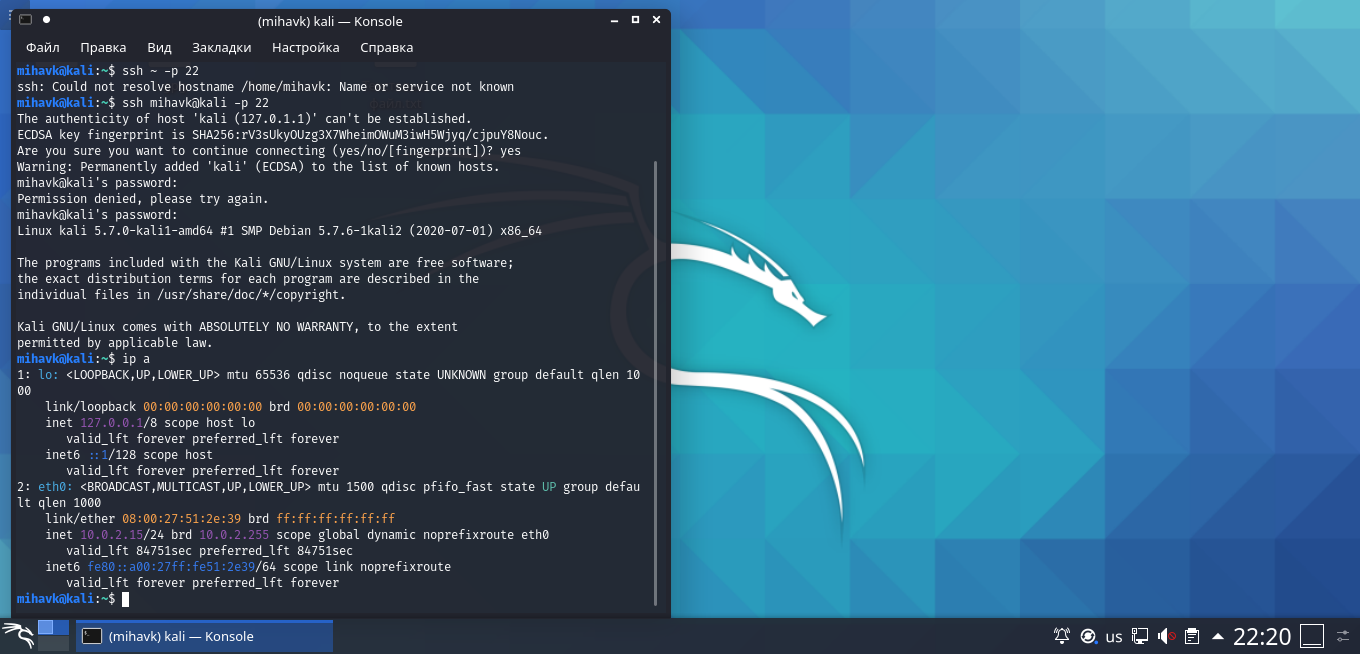 (mihavk) kali — Konsole
Файл Правка Вид Закладки Настройка Справка
mihavk@kali:~$ ssh ~ -p 22
ssh: Could not resolve hostname /home/mihavk: Name or service not known
mihavk@kali:~$ ssh mihavk@kali -p 22
The authenticity of host 'kali (127.0.1.1)' can't be established.
ECDSA key fingerprint is SHA256:rV3sUkyOUzg3X7WheimOWuM3iwH5Wjyq/cjpuY8Nouc.
Are you sure you want to continue connecting (yes/no/[fingerprint])? yes
Warning: Permanently added 'kali' (ECDSA) to the list of known hosts.
mihavk@kali's password:
Permission denied, please try again.
mihavk@kali's password:
Linux kali 5.7.0-kali1-amd64 #1 SMP Debian 5.7.6-1kali2 (2020-07-01) x86_64
The programs included with the Kali GNU/Linux system are free software;
the exact distribution terms for each program are described in the
individual files in /usr/share/doc/*/copyright.
Kali GNU/Linux comes with ABSOLUTELY NO WARRANTY, to the extent
permitted by applicable law.
mihavk@kali:~$ ip a
1: lo: <LOOPBACK,UP,LOWER_UP> mtu 65536 qdisc noqueue state UNKNOWN group default qlen 10
00
link/loopback 00:00:00:00:00:00 brd 00:00:00:00:00:00
inet 127.0.0.1/8 scope host lo
valid_lft forever preferred_lft forever
inet6 ::1/128 scope host
valid_lft forever preferred_lft forever
2: eth0: <BROADCAST,MULTICAST,UP,LOWER_UP> mtu 1500 qdisc pfifo_fast state UP group defau
lt qlen 1000
link/ether 08:00:27:51:2e:39 brd ff:ff:ff:ff:ff:ff
inet 10.0.2.15/24 brd 10.0.2.255 scope global dynamic noprefixroute eth0
valid_lft 84751sec preferred_lft 84751sec
inet6 fe80::a00:27ff:fe51:2e39/64 scope link noprefixroute
valid_lft forever preferred_lft forever
mihavk@kali:~$
(mihavk) kali — Konsole
us
22:20